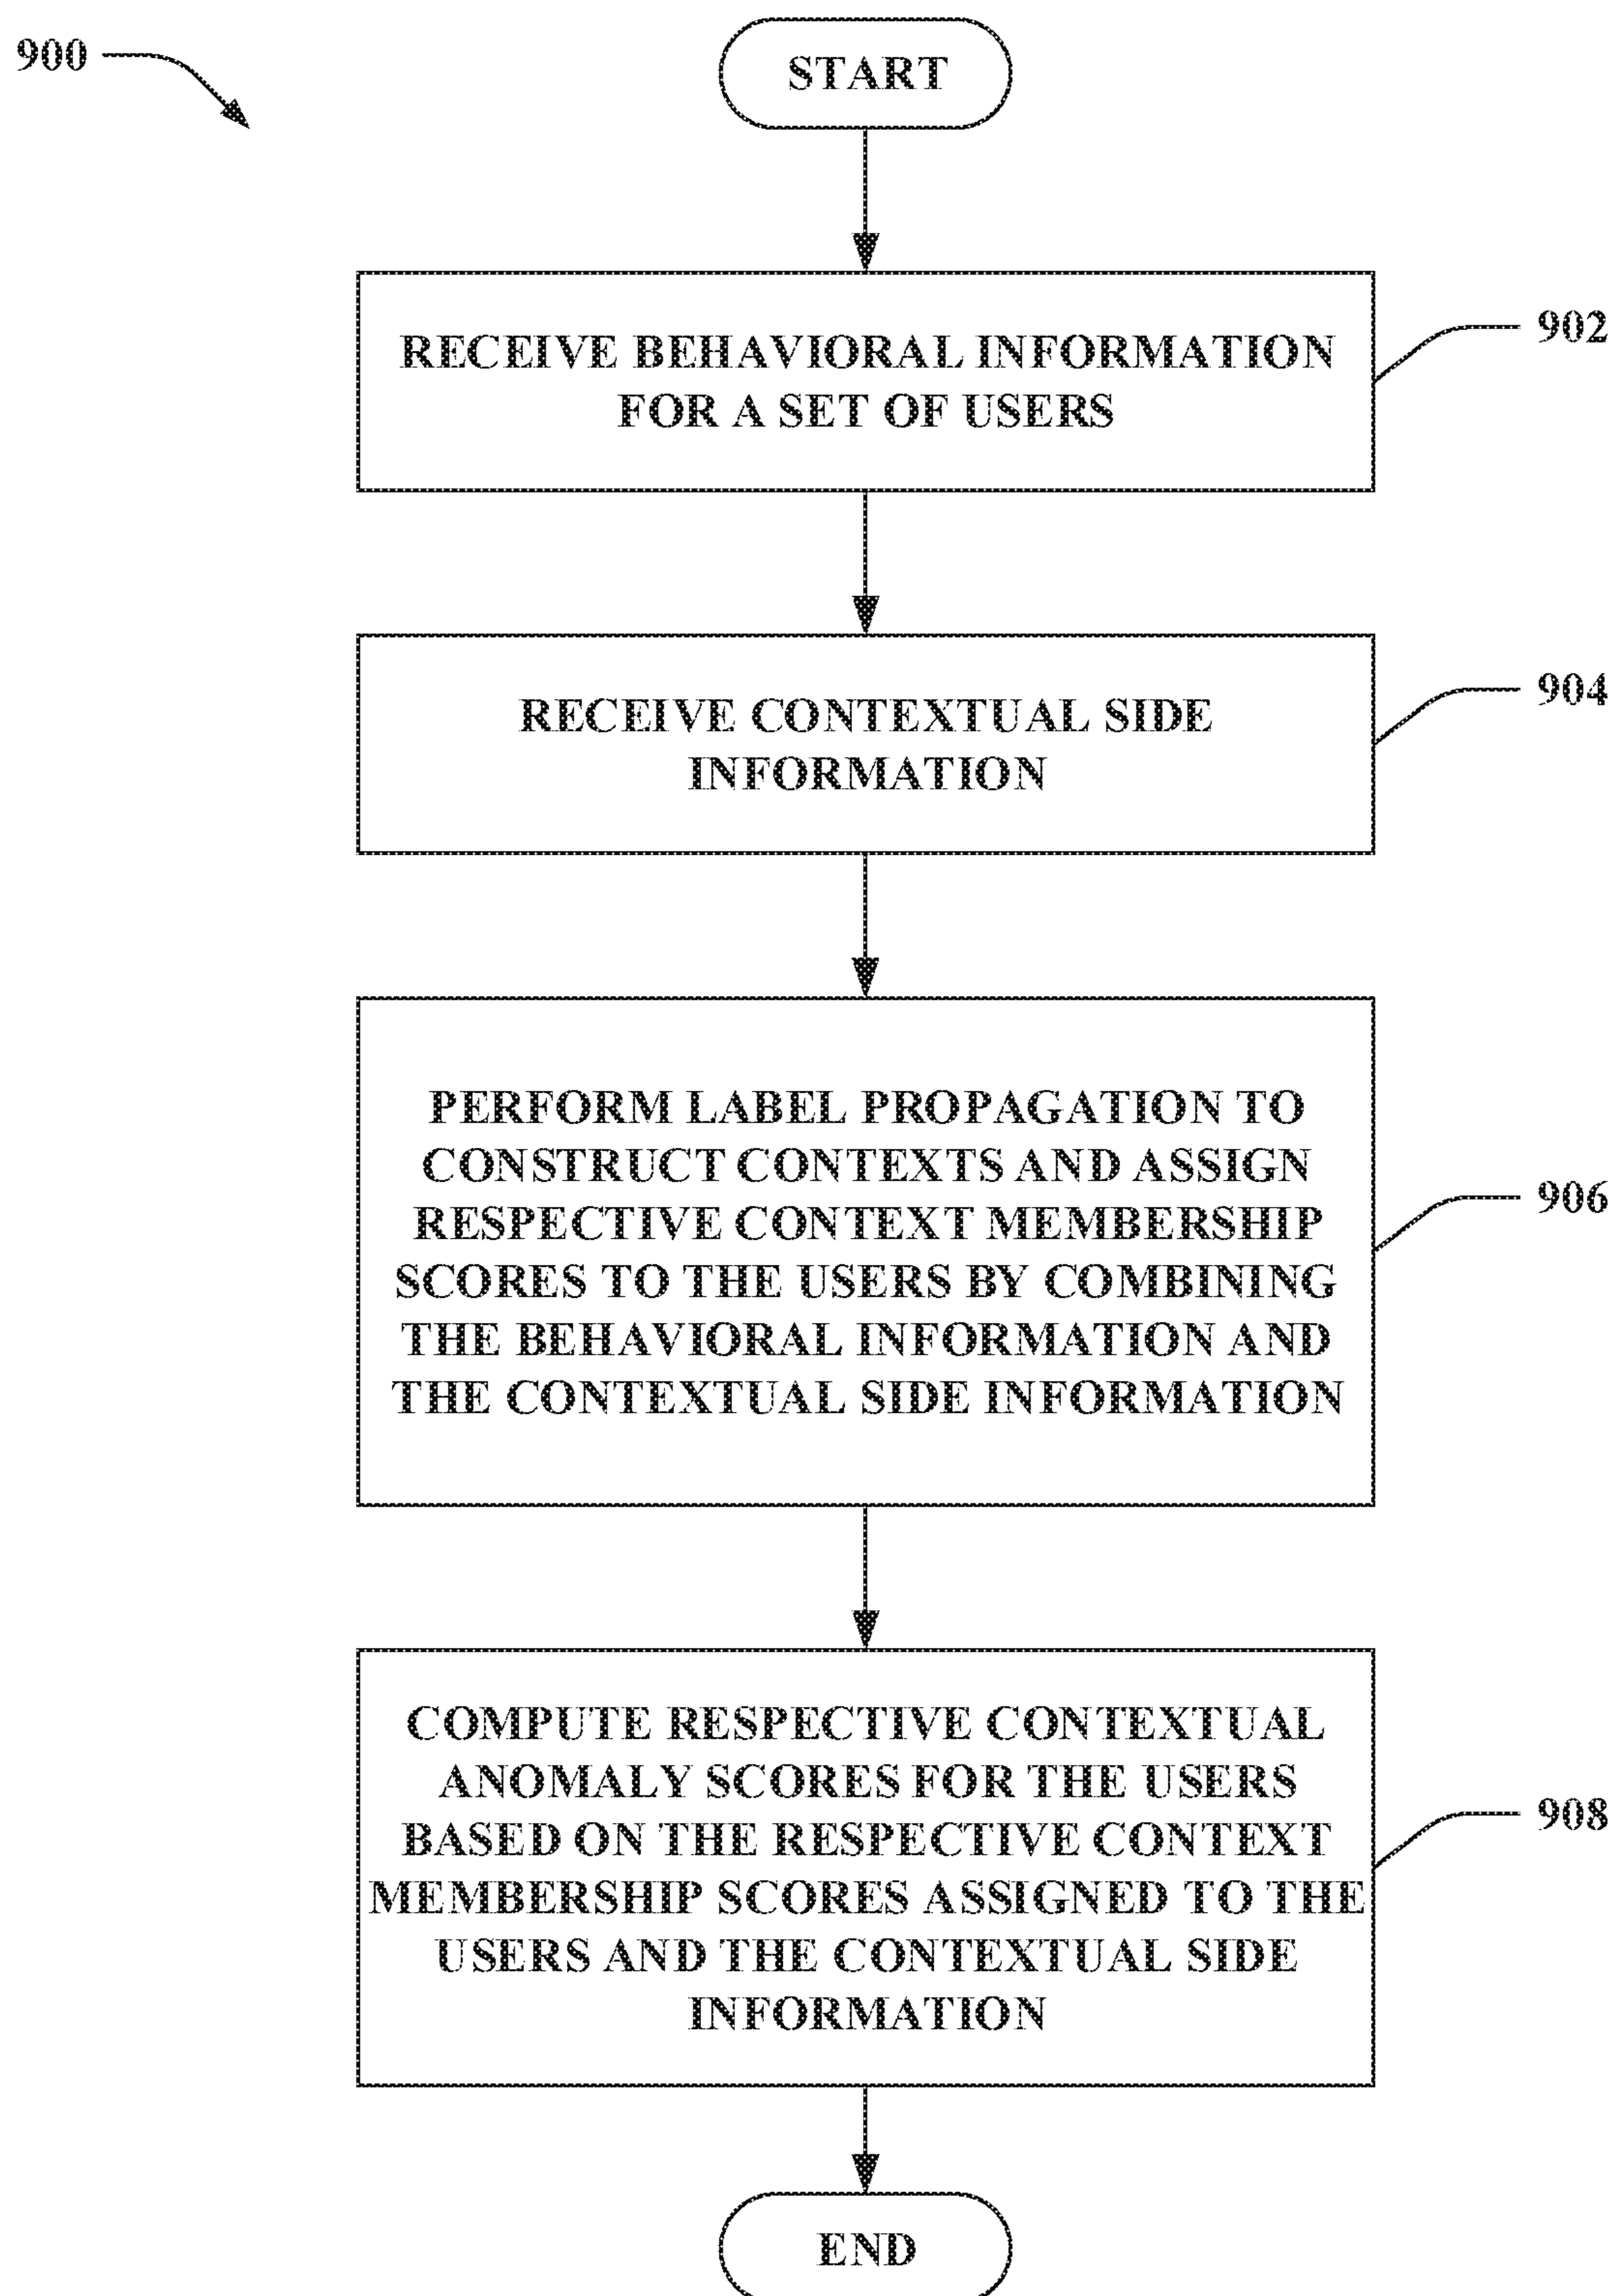 900
START
RECEIVE BEHAVIORAL INFORMATION
FOR A SET OF USERS
902
RECEIVE CONTEXTUAL SIDE
INFORMATION
904
PERFORM LABEL PROPAGATION TO
CONSTRUCT CONTEXTS AND ASSIGN
RESPECTIVE CONTEXT MEMBERSHIP
SCORES TO THE USERS BY COMBINING
THE BEHAVIORAL INFORMATION AND
THE CONTEXTUAL SIDE INFORMATION
906
COMPUTE RESPECTIVE CONTEXTUAL
ANOMALY SCORES FOR THE USERS
BASED ON THE RESPECTIVE CONTEXT
MEMBERSHIP SCORES ASSIGNED TO THE
USERS AND THE CONTEXTUAL SIDE
INFORMATION
908
END